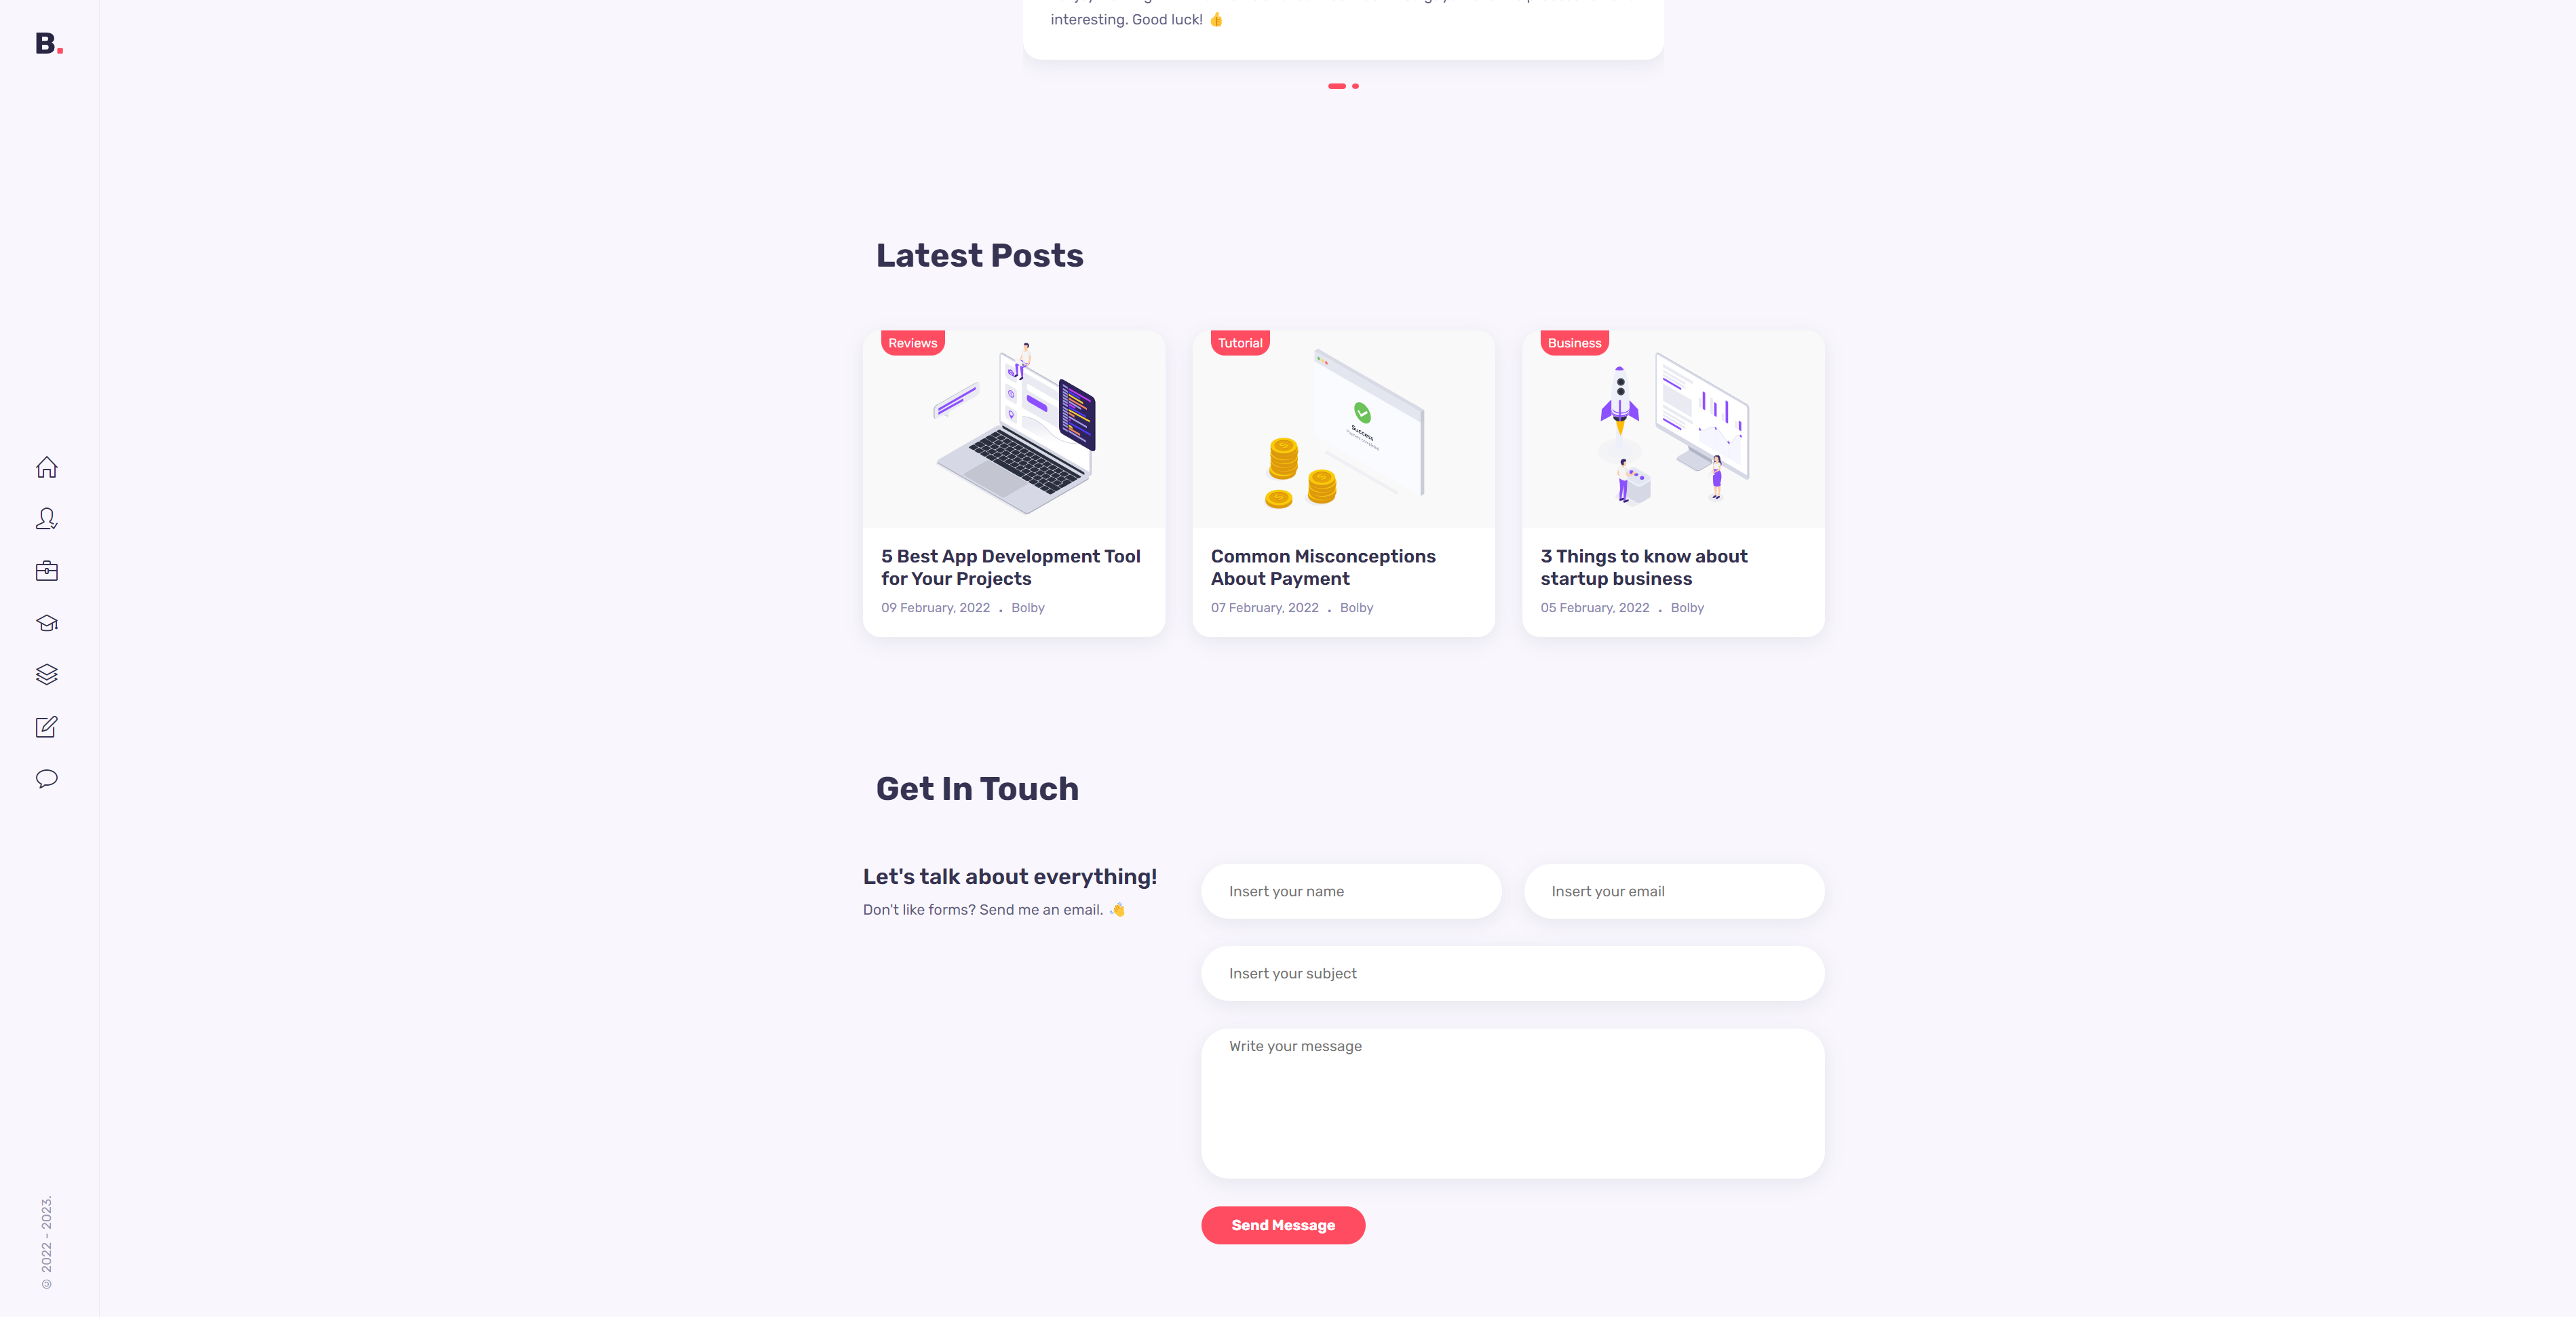 B.
interesting. Good luck! 👍
Latest Posts
Reviews
5 Best App Development Tool
for Your Projects
09 February, 2022 . Bolby
Tutorial
Success
Common Misconceptions
About Payment
07 February, 2022 . Bolby
Business
3 Things to know about
startup business
05 February, 2022 . Bolby
Get In Touch
Let's talk about everything!
Don't like forms? Send me an email. 👋
Insert your name
Insert your email
Insert your subject
Write your message
Send Message
© 2022 - 2023.